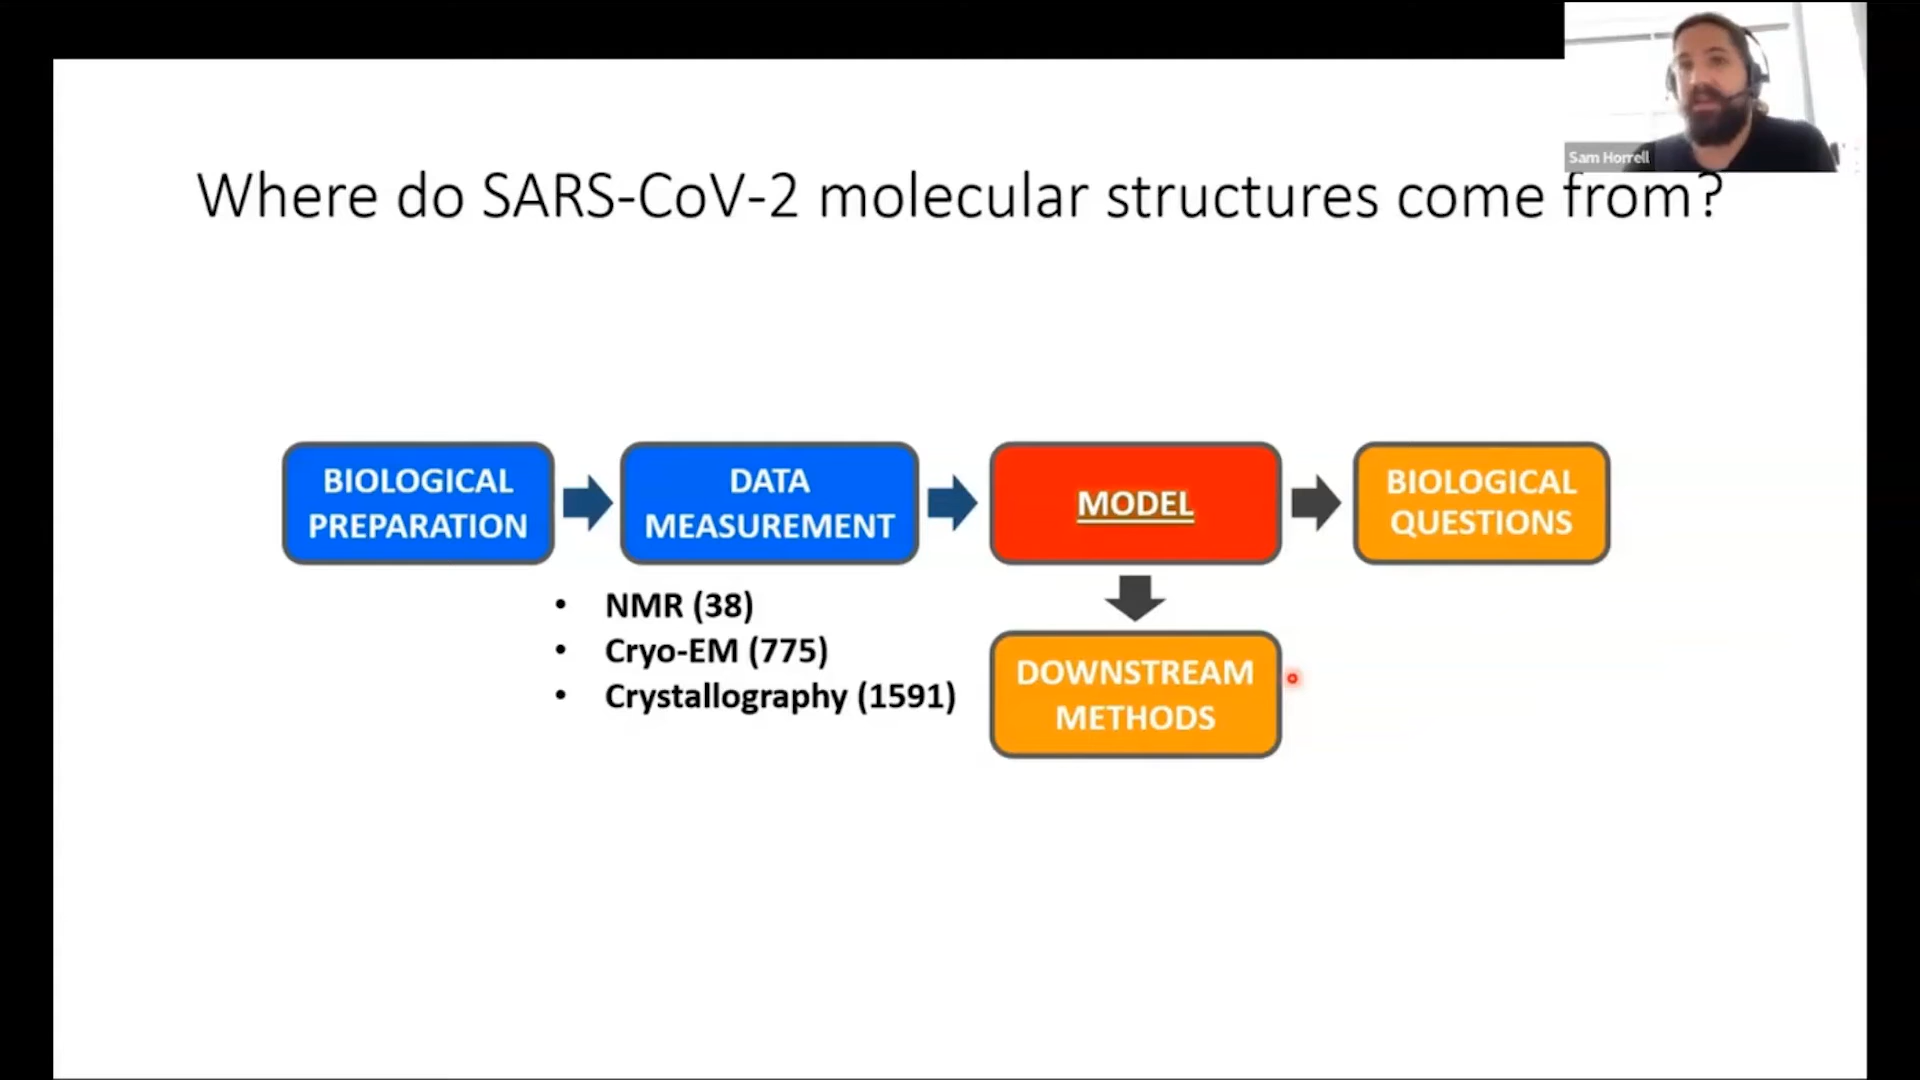 Sam Horrell
Where do SARS-CoV-2 molecular structures come from?
BIOLOGICAL
PREPARATION
DATA
MEASUREMENT
MODEL
BIOLOGICAL
QUESTIONS
• NMR (38)
• Cryo-EM (775)
• Crystallography (1591)
DOWNSTREAM
METHODS